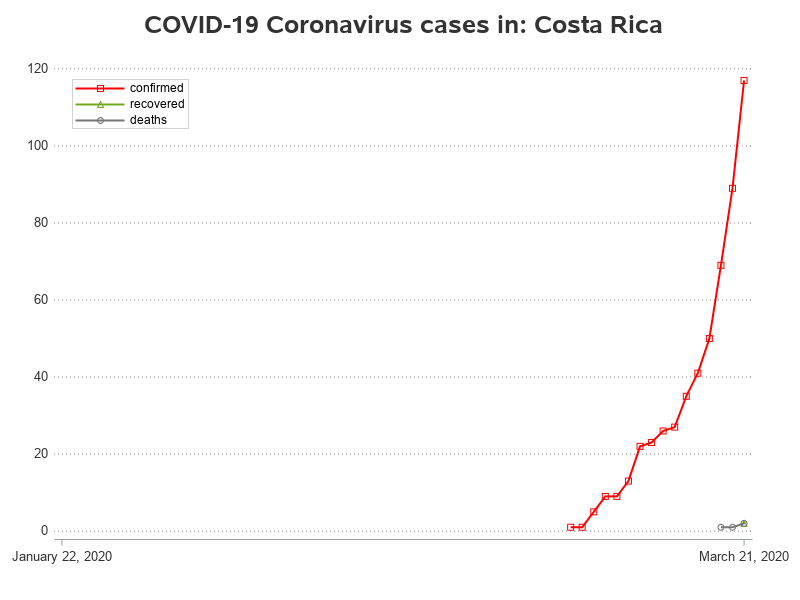 COVID-19 Coronavirus cases in: Costa Rica
120
confirmed
recovered
deaths
100
80
60
40
20
0
January 22, 2020 March 21, 2020